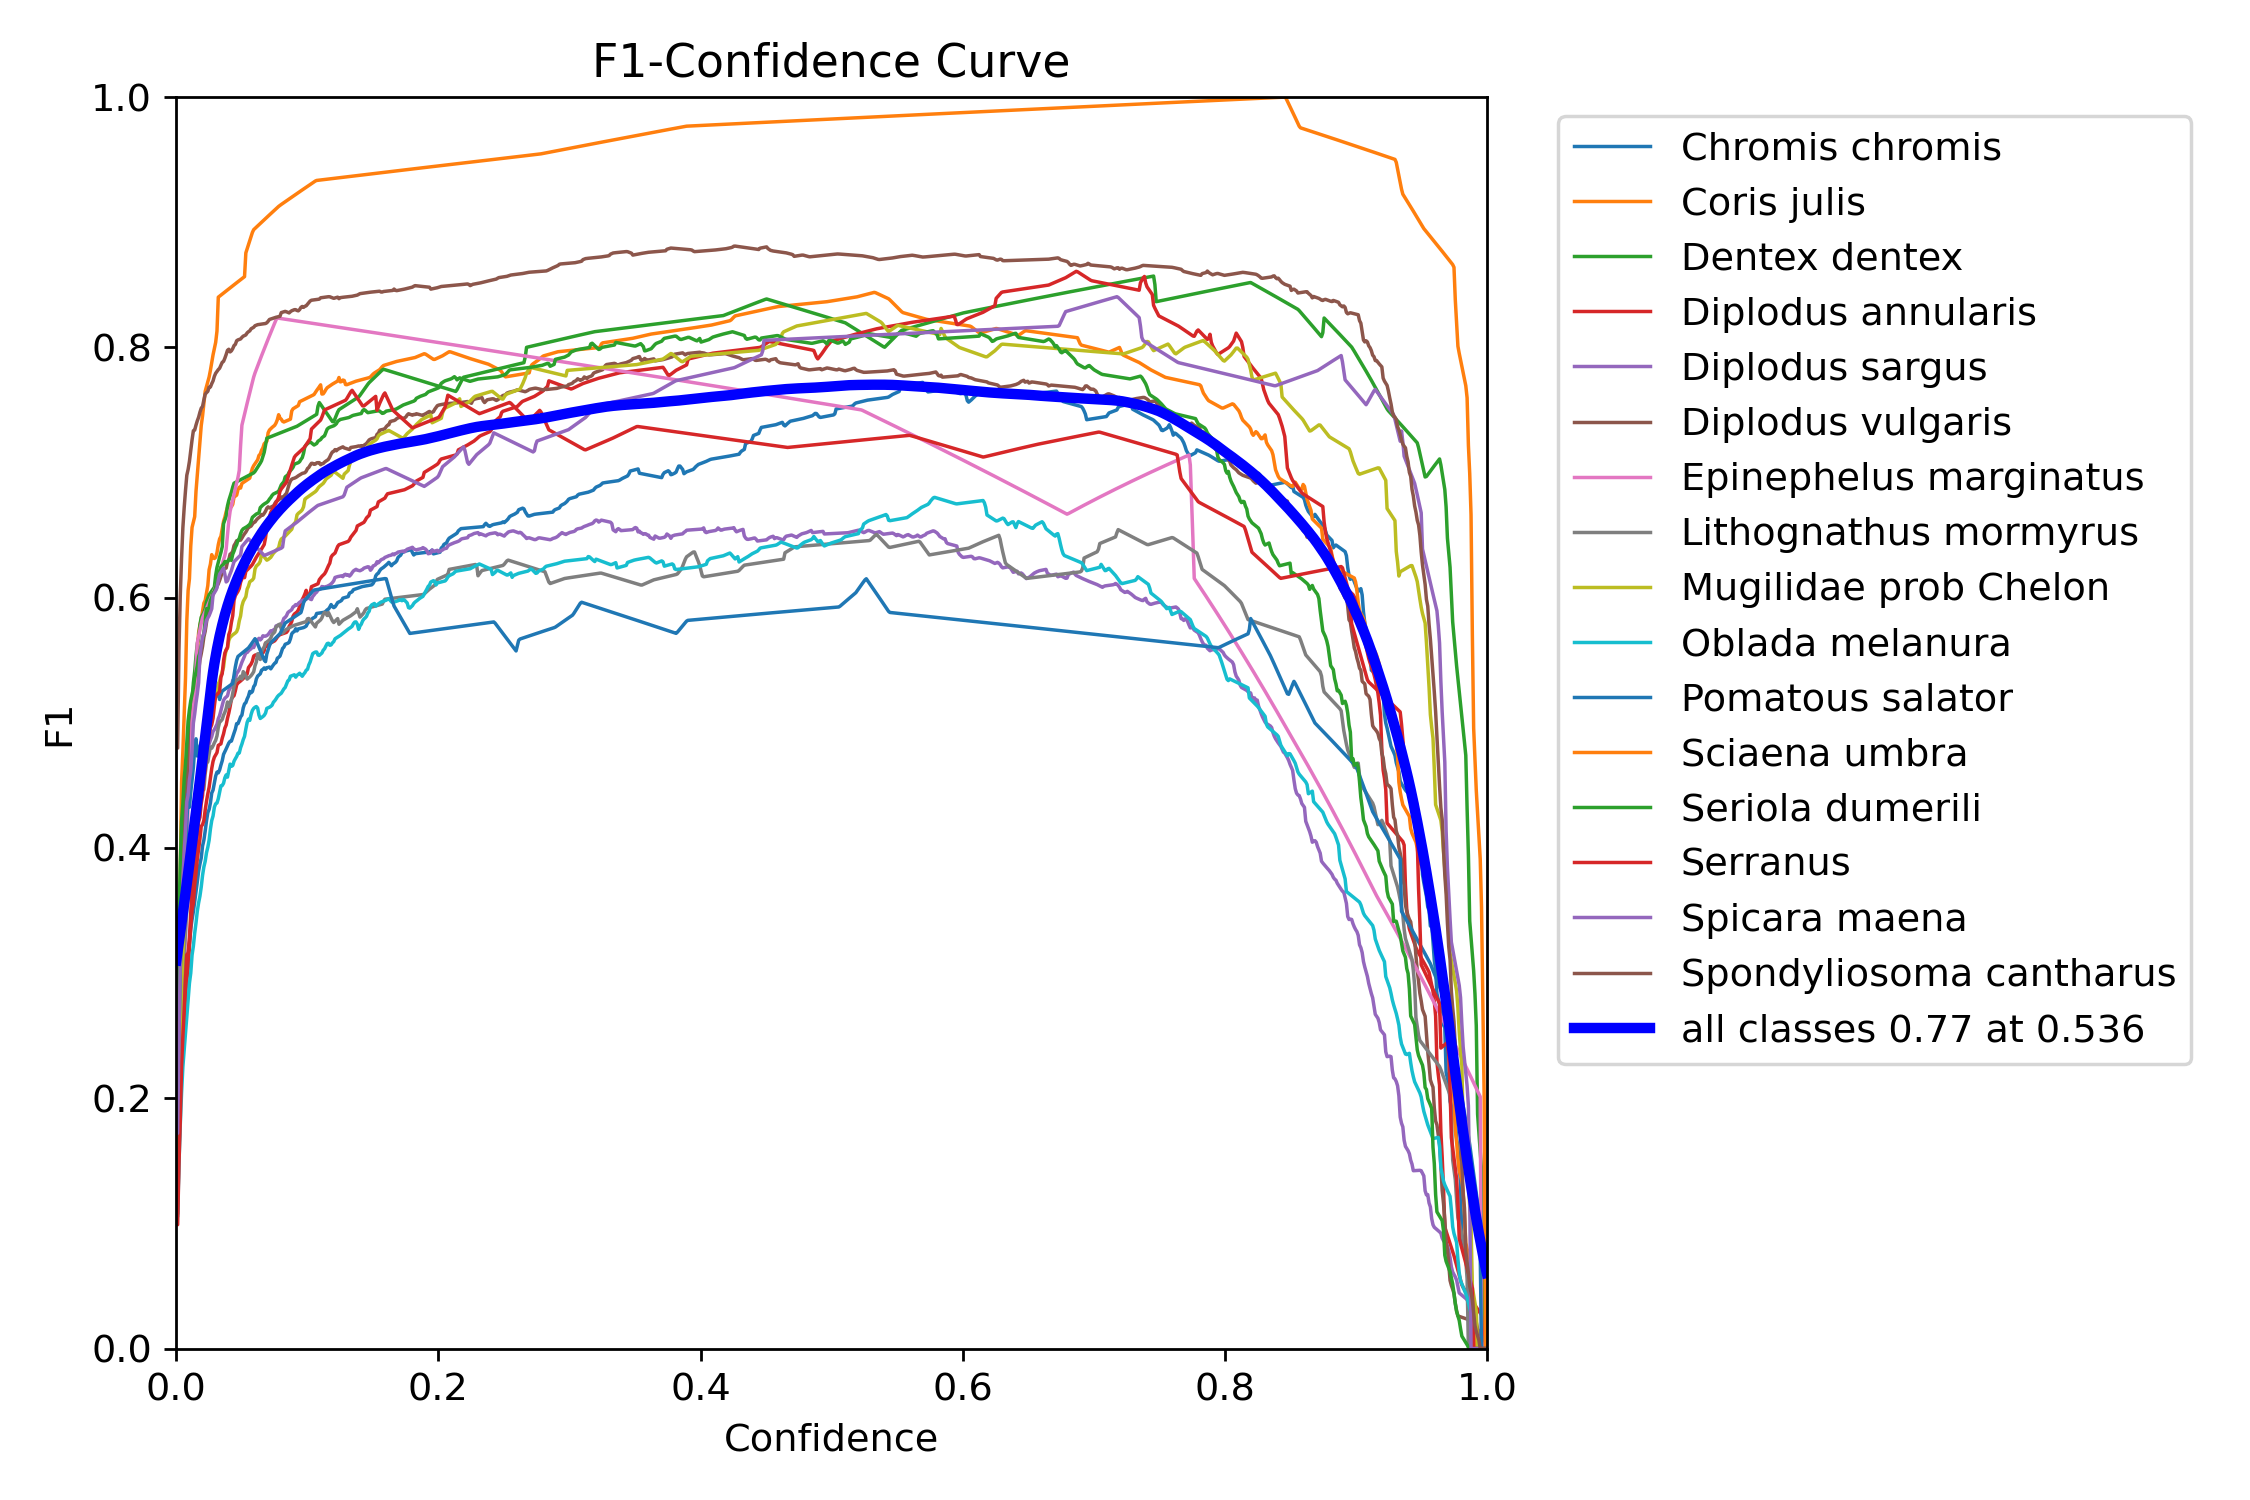 F1-Confidence Curve
1.0
0.8
0.6
0.4
0.2
0.0
F1
0.0 0.2 0.4 0.6 0.8 1.0
Confidence
Chromis chromis
Coris julis
Dentex dentex
Diplodus annularis
Diplodus sargus
Diplodus vulgaris
Epinephelus marginatus
Lithognathus mormyrus
Mugilidae prob Chelon
Oblada melanura
Pomatous salator
Sciaena umbra
Seriola dumerili
Serranus
Spicara maena
Spondyliosoma cantharus
all classes 0.77 at 0.536